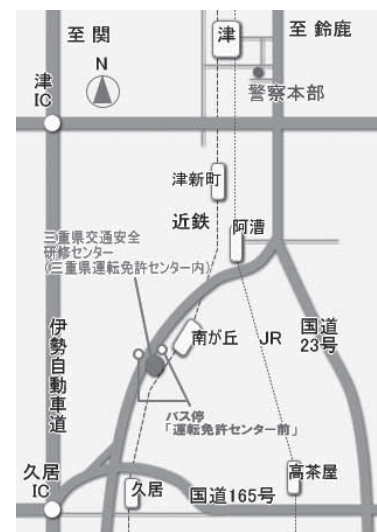 至 関
津
至 鈴鹿
N
警察本部
津
IC
津新町
近鉄
阿漕
三重県交通安全
研修センター
(三重県運転免許センター内)
伊勢自動車道
南が丘
JR
国道
23号
バス停
「運転免許センター前」
久居
IC
久居
国道165号
高茶屋